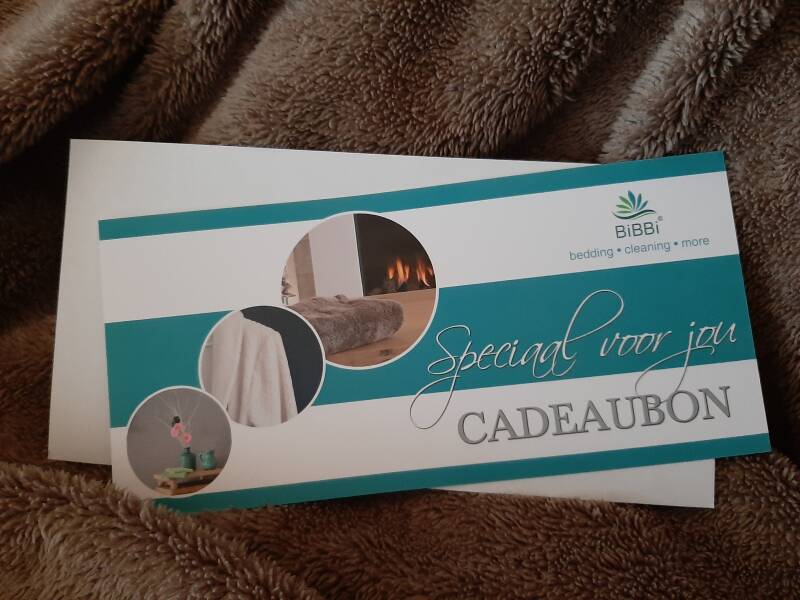 BiBBi®
bedding • cleaning • more
Speciaal voor jou
CADEAUBON